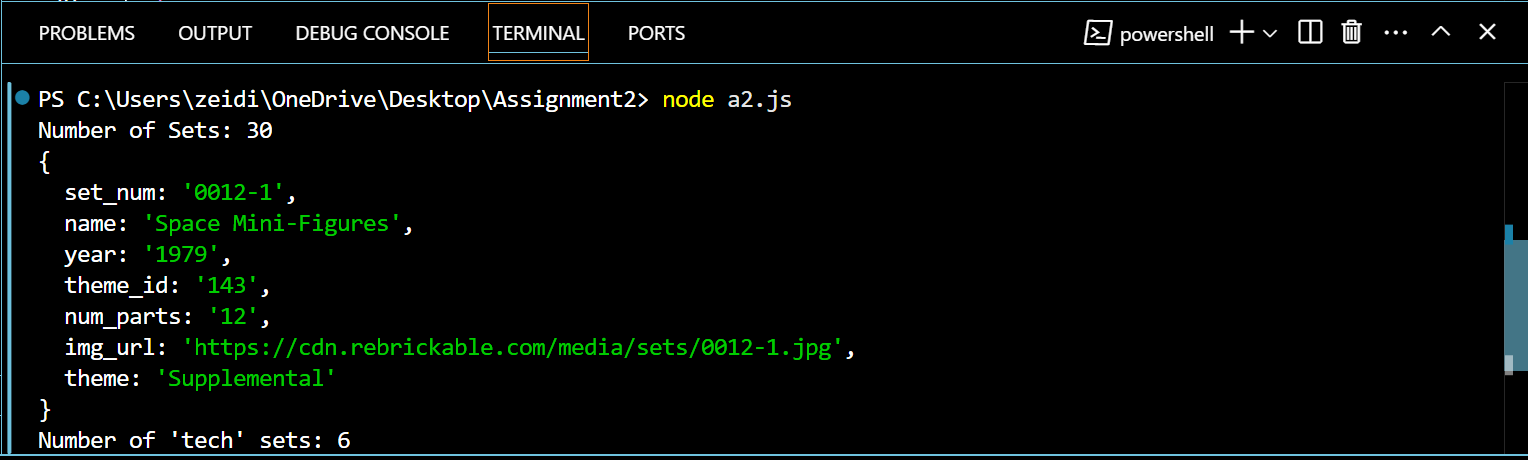 PROBLEMS OUTPUT DEBUG CONSOLE TERMINAL PORTS powershell
PS C:\Users\zeidi\OneDrive\Desktop\Assignment2> node a2.js
Number of Sets: 30
{
  set_num: '0012-1',
  name: 'Space Mini-Figures',
  year: '1979',
  theme_id: '143',
  num_parts: '12',
  img_url: 'https://cdn.rebrickable.com/media/sets/0012-1.jpg',
  theme: 'Supplemental'
}
Number of 'tech' sets: 6